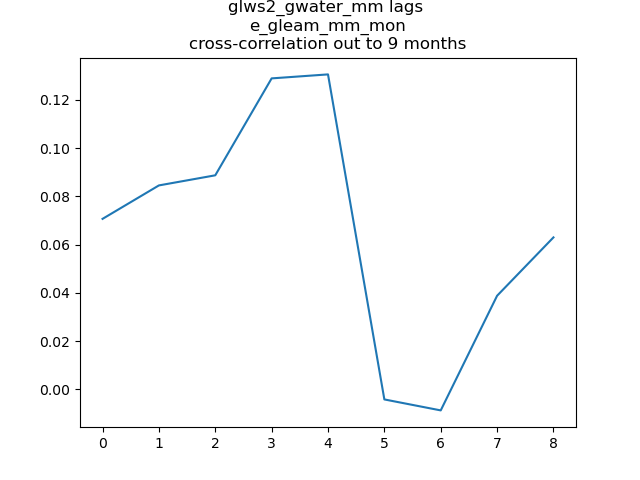 glws2_gwater_mm lags
e_gleam_mm_mon
cross-correlation out to 9 months
0.12
0.10
0.08
0.06
0.04
0.02
0.00
0 1 2 3 4 5 6 7 8